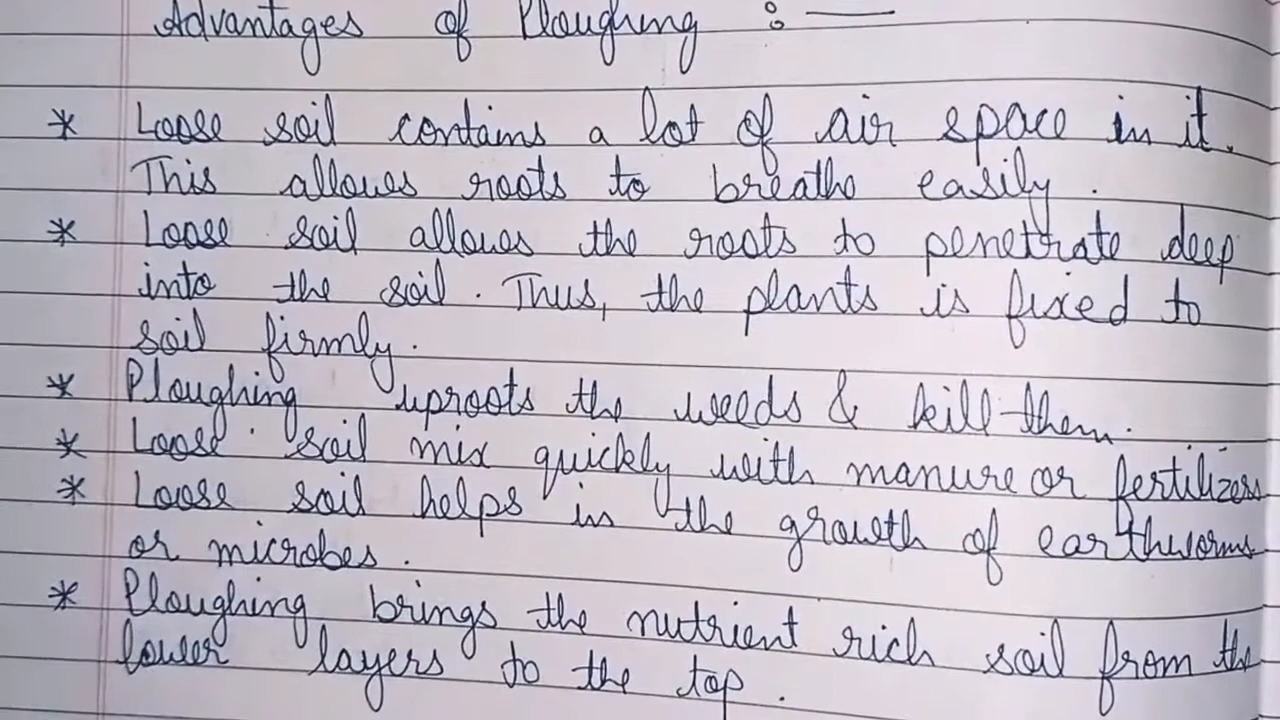 Advantages of Ploughing :—
* Loose soil contains a lot of air space in it.
This allows roots to breathe easily.
* Loose soil allows the roots to penetrate deep
into the soil. Thus, the plants is fixed to
soil firmly.
* Ploughing uproots the weeds & kill them.
* Loose soil mix quickly with manure or fertilizers
* Loose soil helps in the growth of earthworms
or microbes.
* Ploughing brings the nutrient rich soil from the
lower layers to the top.